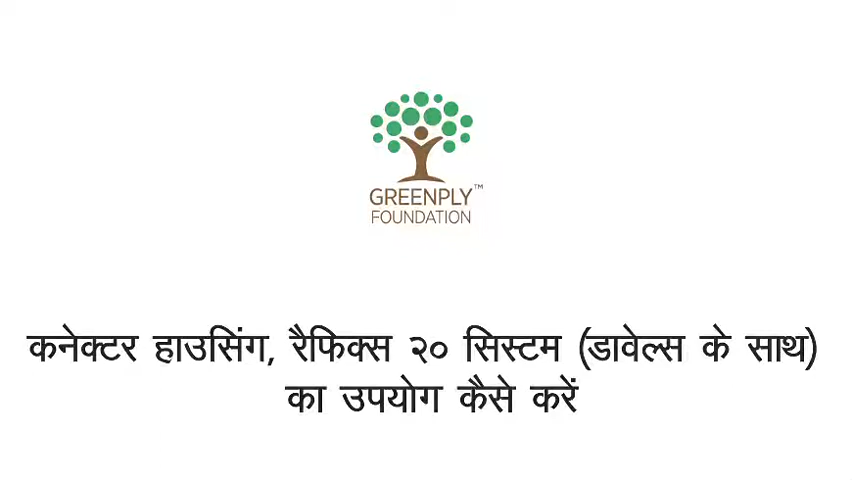 GREENPLY™
FOUNDATION
कनेक्टर हाउसिंग, रैफिक्स २० सिस्टम (डावेल्स के साथ)
का उपयोग कैसे करें